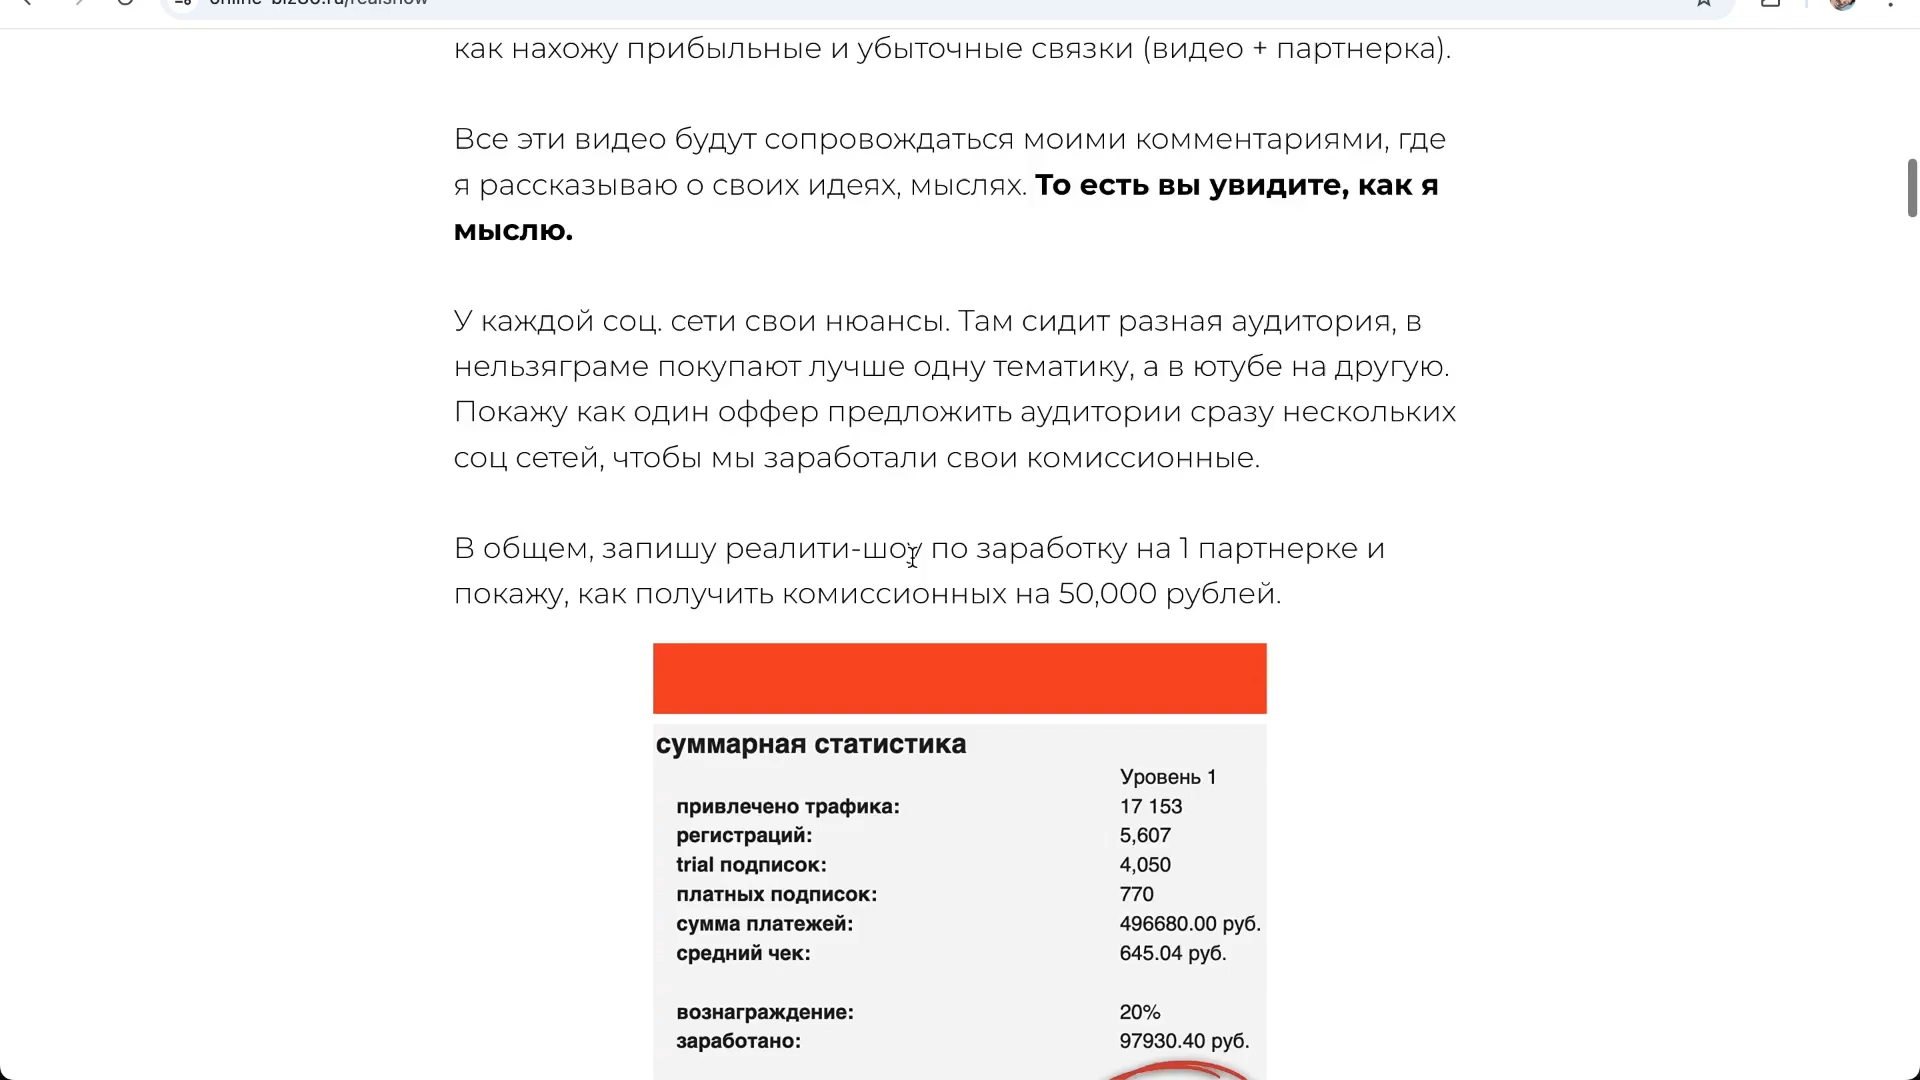 как нахожу прибыльные и убыточные связки (видео + партнерка).
Все эти видео будут сопровождаться моими комментариями, где
я рассказываю о своих идеях, мыслях. То есть вы увидите, как я
мыслю.
У каждой соц. сети свои нюансы. Там сидит разная аудитория, в
нельзяграме покупают лучше одну тематику, а в ютубе на другую.
Покажу как один оффер предложить аудитории сразу нескольких
соц сетей, чтобы мы заработали свои комиссионные.
В общем, запишу реалити-шоу по заработку на 1 партнерке и
покажу, как получить комиссионных на 50,000 рублей.
суммарная статистика
Уровень 1
привлечено трафика: 17 153
регистраций: 5,607
trial подписок: 4,050
платных подписок: 770
сумма платежей: 496680.00 руб.
средний чек: 645.04 руб.
вознаграждение: 20%
заработано: 97930.40 руб.